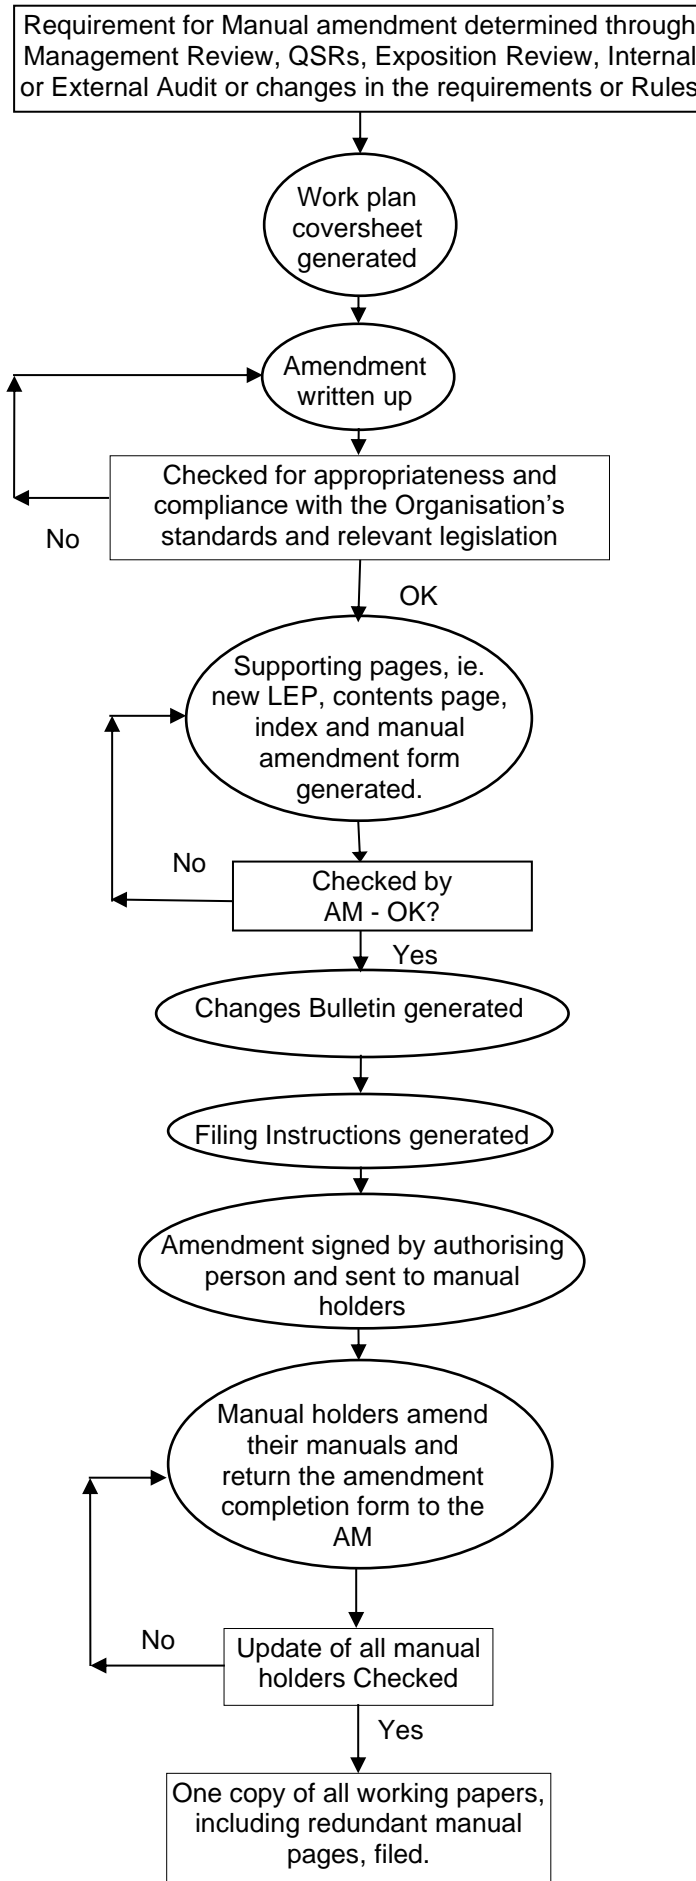 Requirement for Manual amendment determined through
Management Review, QSRs, Exposition Review, Internal
or External Audit or changes in the requirements or Rules
Work plan
coversheet
generated
Amendment
written up
Checked for appropriateness and
compliance with the Organisation's
standards and relevant legislation
No
OK
Supporting pages, ie.
new LEP, contents page,
index and manual
amendment form
generated.
No
Checked by
AM - OK?
Yes
Changes Bulletin generated
Filing Instructions generated
Amendment signed by authorising
person and sent to manual
holders
Manual holders amend
their manuals and
return the amendment
completion form to the
AM
No
Update of all manual
holders Checked
Yes
One copy of all working papers,
including redundant manual
pages, filed.